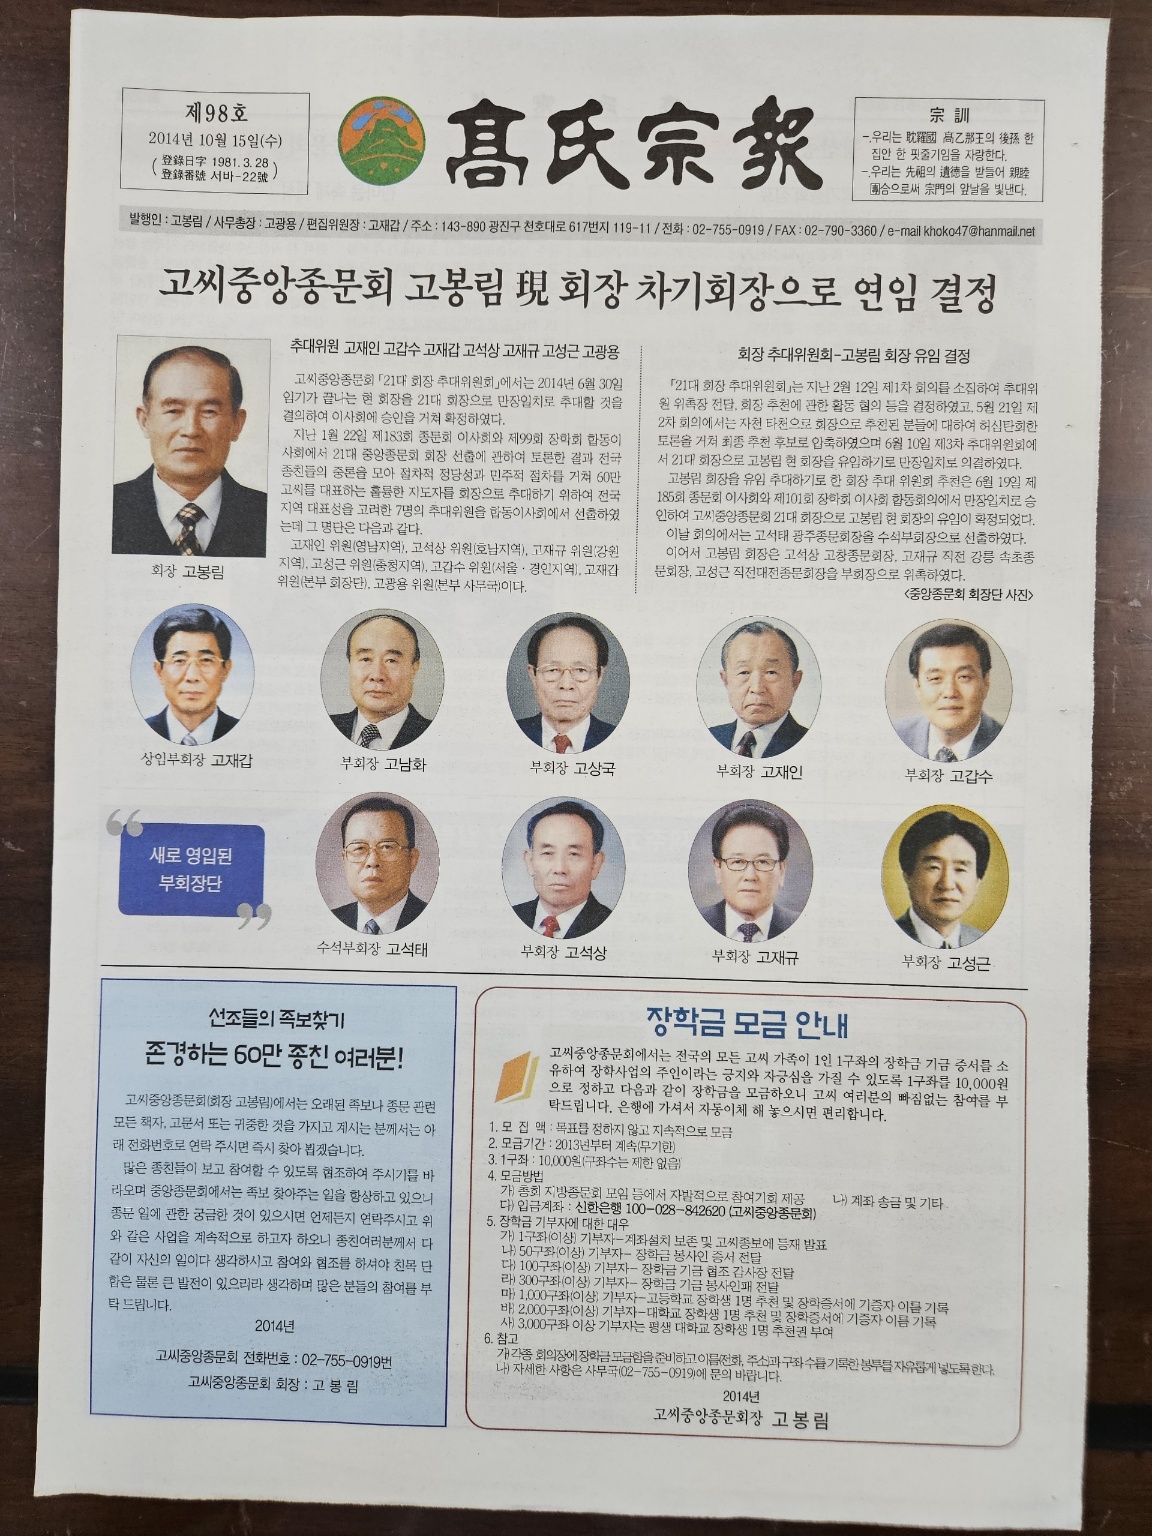 제98호
2014년 10월 15일(수)
登錄日字 1981. 3. 28
登錄番號 서바-22號
高氏宗報
宗 訓
-.우리는 耽羅國 高乙那王의 後孫 한
집안 한 핏줄기임을 자랑한다.
-.우리는 先祖의 遺德을 받들어 親睦
團合으로써 宗門의 앞날을 빛낸다.
발행인 : 고봉림 / 사무총장 : 고광용 / 편집위원장 : 고재갑 / 주소 : 143-890 광진구 천호대로 617번지 119-11 / 전화 : 02-755-0919 / FAX : 02-790-3360 / e-mail khoko47@hanmail.net
고씨중앙종문회 고봉림 現 회장 차기회장으로 연임 결정
회장 고봉림
추대위원 고재인 고갑수 고재갑 고석상 고재규 고성근 고광용
고씨중앙종문회 「21대 회장 추대위원회」에서는 2014년 6월 30일
임기가 끝나는 현 회장을 21대 회장으로 만장일치로 추대할 것을
결의하여 이사회에 승인을 거쳐 확정하였다.
지난 1월 22일 제183회 종문회 이사회와 제99회 장학회 합동이
사회에서 21대 중앙종문회 회장 선출에 관하여 토론한 결과 전국
종친들의 중론을 모아 절차적 정당성과 민주적 절차를 거쳐 60만
고씨를 대표하는 훌륭한 지도자를 회장으로 추대하기 위하여 전국
지역 대표성을 고려한 7명의 추대위원을 합동이사회에서 선출하였
는데 그 명단은 다음과 같다.
고재인 위원(영남지역), 고석상 위원(호남지역), 고재규 위원(강원
지역), 고성근 위원(충청지역), 고갑수 위원(서울 · 경인지역), 고재갑
위원(본부 회장단), 고광용 위원(본부 사무국)이다.
회장 추대위원회-고봉림 회장 유임 결정
「21대 회장 추대위원회」는 지난 2월 12일 제1차 회의를 소집하여 추대위
원 위촉장 전달, 회장 추천에 관한 활동 협의 등을 결정하였고, 5월 21일 제
2차 회의에서는 자천 타천으로 회장으로 추천된 분들에 대하여 허심탄회한
토론을 거쳐 최종 추천 후보로 압축하였으며 6월 10일 제3차 추대위원회에
서 21대 회장으로 고봉림 현 회장을 유임하기로 만장일치로 의결하였다.
고봉림 회장을 유임 추대하기로 한 회장 추대 위원회 추천은 6월 19일 제
185회 종문회 이사회와 제101회 장학회 이사회 합동회의에서 만장일치로 승
인하여 고씨중앙종문회 21대 회장으로 고봉림 현 회장의 유임이 확정되었다.
이날 회의에서는 고석태 광주종문회장을 수석부회장으로 선출하였다.
이어서 고봉림 회장은 고석상 고창종문회장, 고재규 직전 강릉 속초종
문회장, 고성근 직전대전종문회장을 부회장으로 위촉하였다.
<중앙종문회 회장단 사진>
상임부회장 고재갑
부회장 고남화
부회장 고상국
부회장 고재인
부회장 고갑수
새로 영입된
부회장단
수석부회장 고석태
부회장 고석상
부회장 고재규
부회장 고성근
선조들의 족보찾기
존경하는 60만 종친 여러분!
고씨중앙종문회(회장 고봉림)에서는 오래된 족보나 종문 관련
모든 책자, 고문서 또는 귀중한 것을 가지고 계시는 분께서는 아
래 전화번호로 연락 주시면 즉시 찾아 뵙겠습니다.
많은 종친들이 보고 참여할 수 있도록 협조하여 주시기를 바
라오며 중앙종문회에서는 족보 찾아주는 일을 항상하고 있으니
종문 일에 관한 궁금한 것이 있으시면 언제든지 연락주시고 위
와 같은 사업을 계속적으로 하고자 하오니 종친여러분께서 다
같이 자신의 일이다 생각하시고 참여와 협조를 하셔야 친목 단
합은 물론 큰 발전이 있으리라 생각하며 많은 분들의 참여를 부
탁 드립니다.
2014년
고씨중앙종문회 전화번호 : 02-755-0919번
고씨중앙종문회 회장 : 고 봉 림
장학금 모금 안내
고씨중앙종문회에서는 전국의 모든 고씨 가족이 1인 1구좌의 장학금 기금 증서를 소
유하여 장학사업의 주인이라는 긍지와 자긍심을 가질 수 있도록 1구좌를 10,000원
으로 정하고 다음과 같이 장학금을 모금하오니 고씨 여러분의 빠짐없는 참여를 부
탁드립니다. 은행에 가셔서 자동이체 해 놓으시면 편리합니다.
1. 모 집 액 : 목표를 정하지 않고 지속적으로 모금
2. 모금기간 : 2013년부터 계속(무기한)
3. 1구좌 : 10,000원(구좌수는 제한 없음)
4. 모금방법
가) 총회 지방종문회 모임 등에서 자발적으로 참여기회 제공 나) 계좌 송금 및 기타
다) 입금계좌 : 신한은행 100-028-842620 (고씨중앙종문회)
5. 장학금 기부자에 대한 대우
가) 1구좌(이상) 기부자-계좌설치 보존 및 고씨종보에 등재 발표
나) 50구좌(이상) 기부자- 장학금 봉사인 증서 전달
다) 100구좌(이상) 기부자- 장학금 기금 협조 감사장 전달
라) 300구좌(이상) 기부자- 장학금 기금 봉사인패 전달
마) 1,000구좌(이상) 기부자-고등학교 장학생 1명 추천 및 장학증서에 기증자 이름 기록
바) 2,000구좌(이상) 기부자-대학교 장학생 1명 추천 및 장학증서에 기증자 이름 기록
사) 3,000구좌 이상 기부자는 평생 대학교 장학생 1명 추천권 부여
6. 참고
가) 각종 회의장에 장학금 모금함을 준비하고 이름(전화, 주소)과 구좌 수를 기록한 봉투를 자유롭게 넣도록 한다.
나) 자세한 사항은 사무국(02-755-0919)에 문의 바랍니다.
2014년
고씨중앙종문회장 고 봉 림